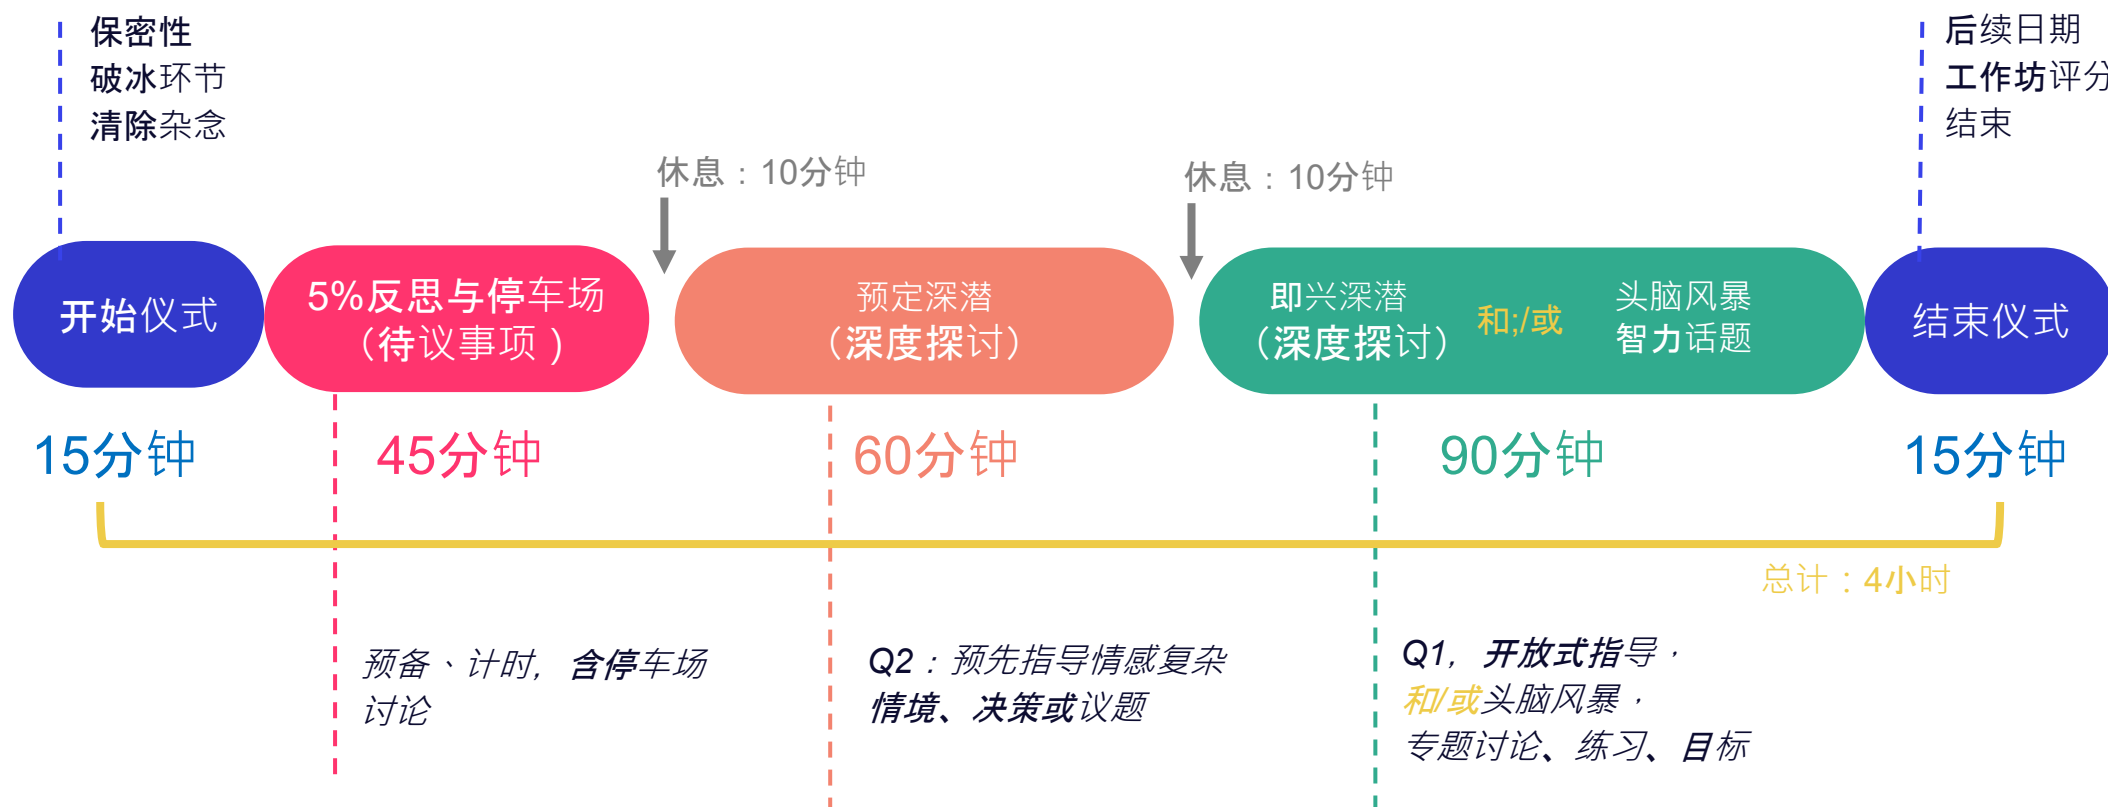 保密性
破冰环节
清除杂念
后续日期
工作坊评分
结束
休息：10分钟
休息：10分钟
开始仪式
5%反思与停车场
（待议事项）
预定深潜
（深度探讨）
即兴深潜
（深度探讨）
和;/或
头脑风暴
智力话题
结束仪式
15分钟
45分钟
60分钟
90分钟
15分钟
总计：4小时
预备、计时，含停车场
讨论
Q2：预先指导情感复杂
情境、决策或议题
Q1，开放式指导，
和/或头脑风暴，
专题讨论、练习、目标